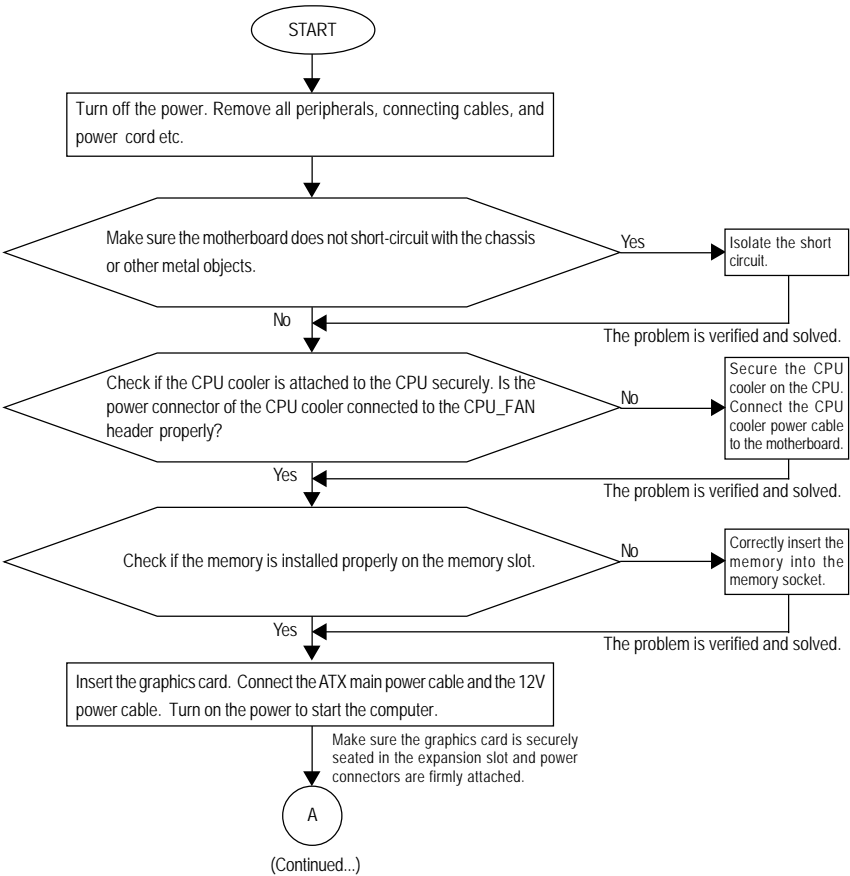 START
Turn off the power. Remove all peripherals, connecting cables, and
power cord etc.
Make sure the motherboard does not short-circuit with the chassis
or other metal objects.
Yes
Isolate the short
circuit.
No
The problem is verified and solved.
Check if the CPU cooler is attached to the CPU securely. Is the
power connector of the CPU cooler connected to the CPU_FAN
header properly?
No
Secure the CPU
cooler on the CPU.
Connect the CPU
cooler power cable
to the motherboard.
Yes
The problem is verified and solved.
Check if the memory is installed properly on the memory slot.
No
Correctly insert the
memory into the
memory socket.
Yes
The problem is verified and solved.
Insert the graphics card. Connect the ATX main power cable and the 12V
power cable. Turn on the power to start the computer.
Make sure the graphics card is securely
seated in the expansion slot and power
connectors are firmly attached.
A
(Continued...)